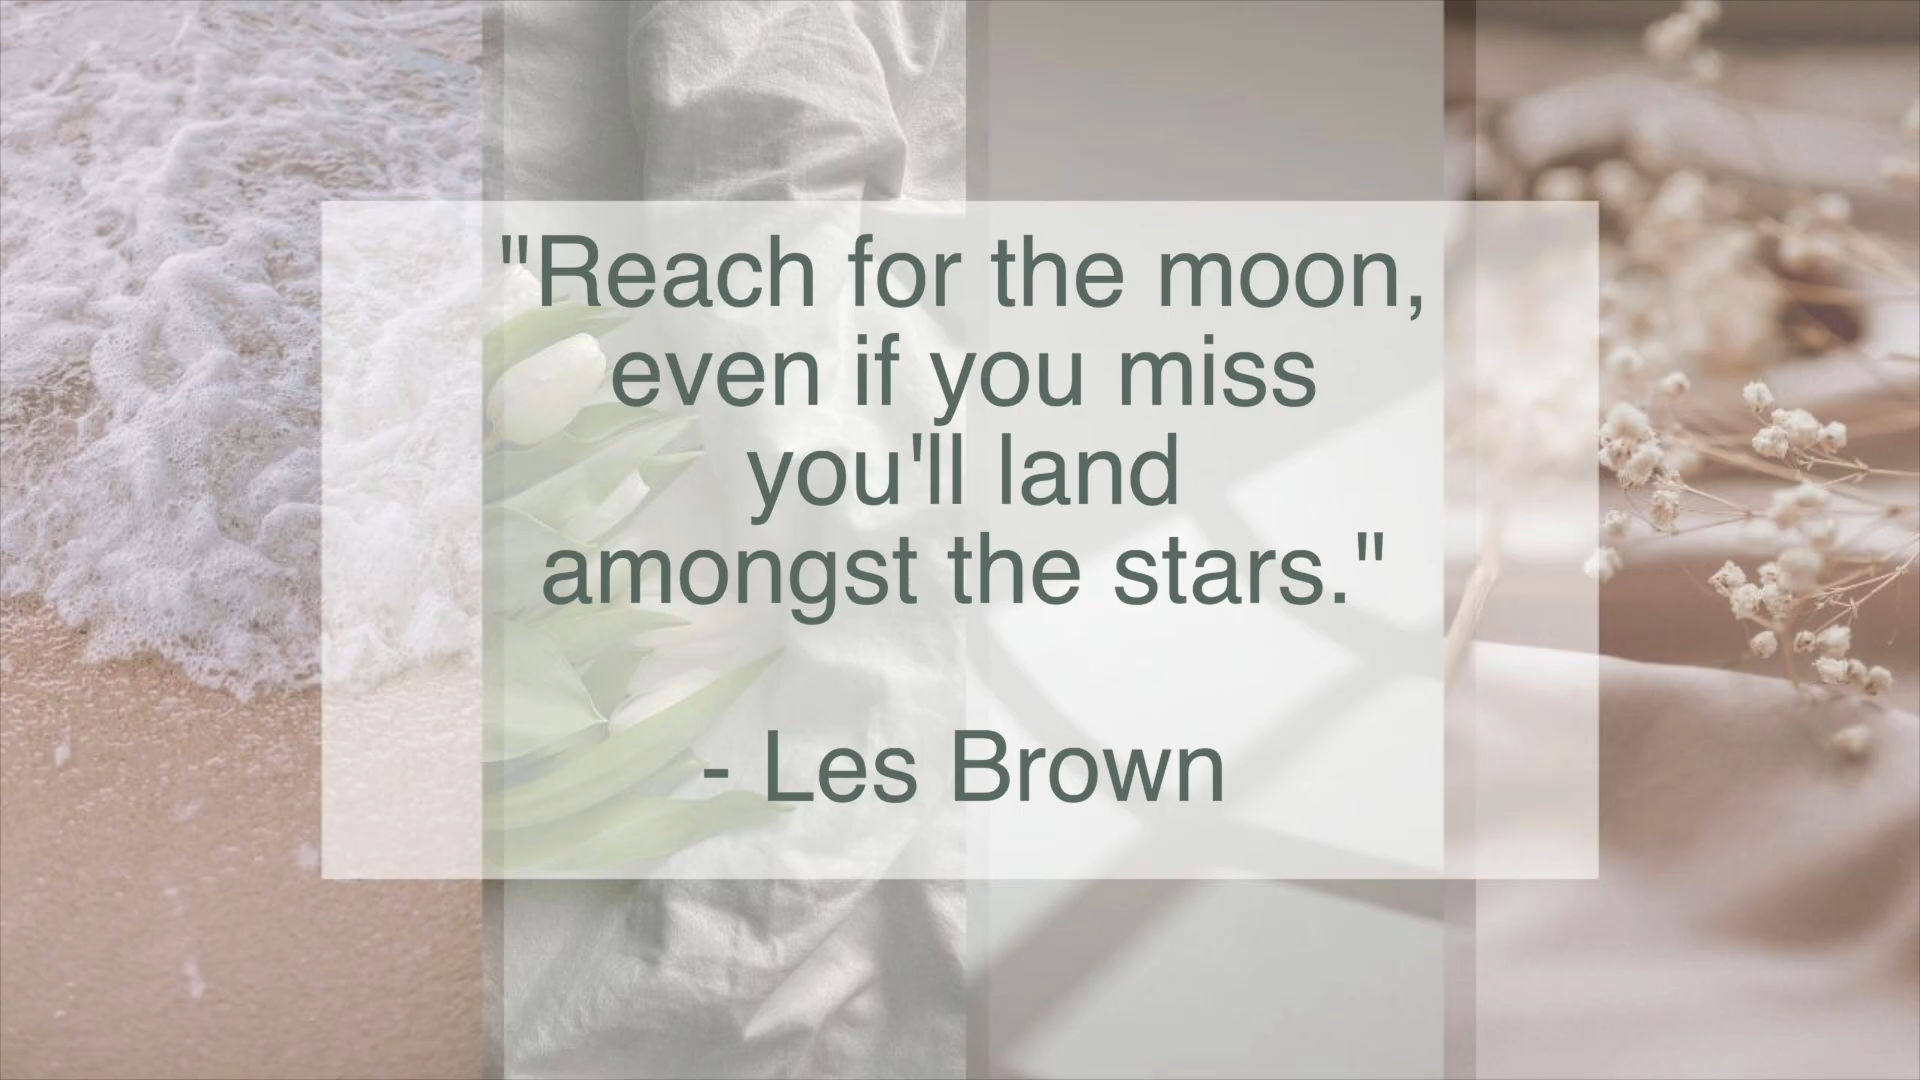 "Reach for the moon,
even if you miss
you'll land
amongst the stars."
- Les Brown